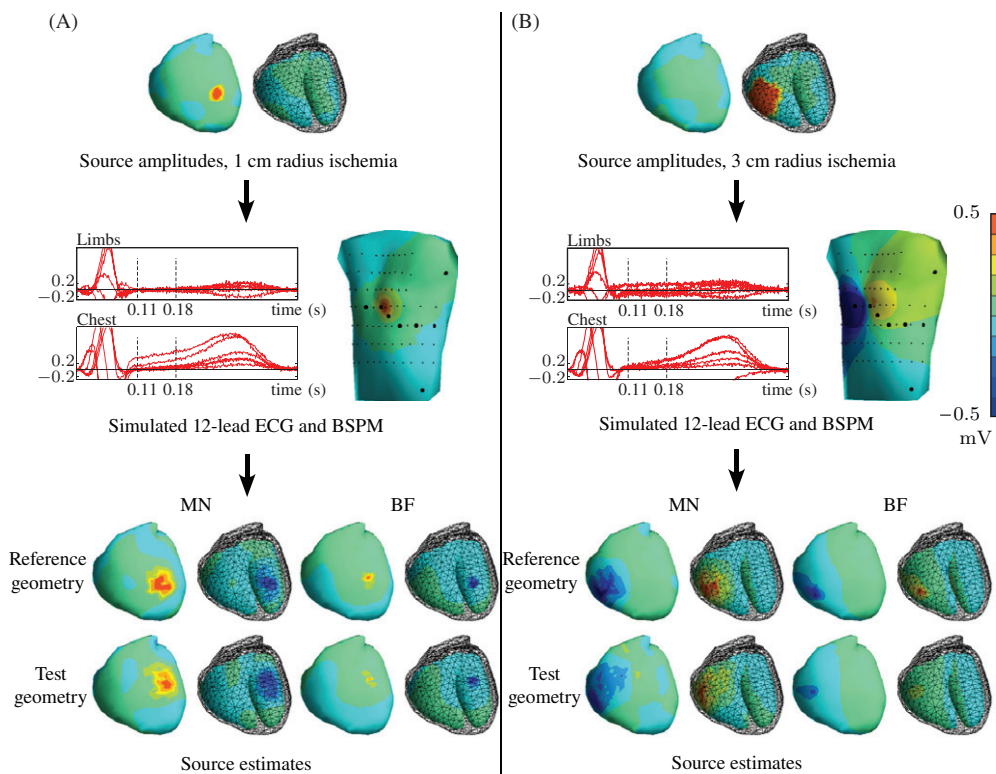 (A)
Source amplitudes, 1 cm radius ischemia
Limbs
0.2
−0.2
0.11 0.18 time (s)
Chest
0.2
−0.2
0.11 0.18 time (s)
Simulated 12-lead ECG and BSPM
MN BF
Reference
geometry
Test
geometry
Source estimates
(B)
Source amplitudes, 3 cm radius ischemia
Limbs
0.2
−0.2
0.11 0.18 time (s)
Chest
0.2
−0.2
0.11 0.18 time (s)
0.5
−0.5
mV
Simulated 12-lead ECG and BSPM
MN BF
Reference
geometry
Test
geometry
Source estimates